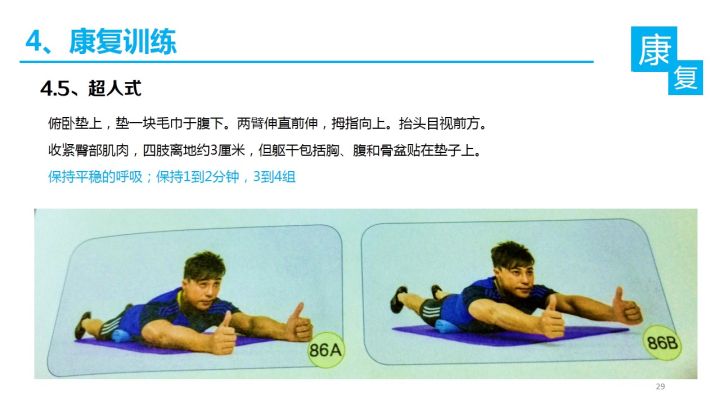 4、康复训练
康
复
4.5、超人式
俯卧垫上，垫一块毛巾于腹下。两臂伸直前伸，拇指向上。抬头目视前方。
收紧臀部肌肉，四肢离地约3厘米，但躯干包括胸、腹和骨盆贴在垫子上。
保持平稳的呼吸；保持1到2分钟，3到4组
86A
86B
29